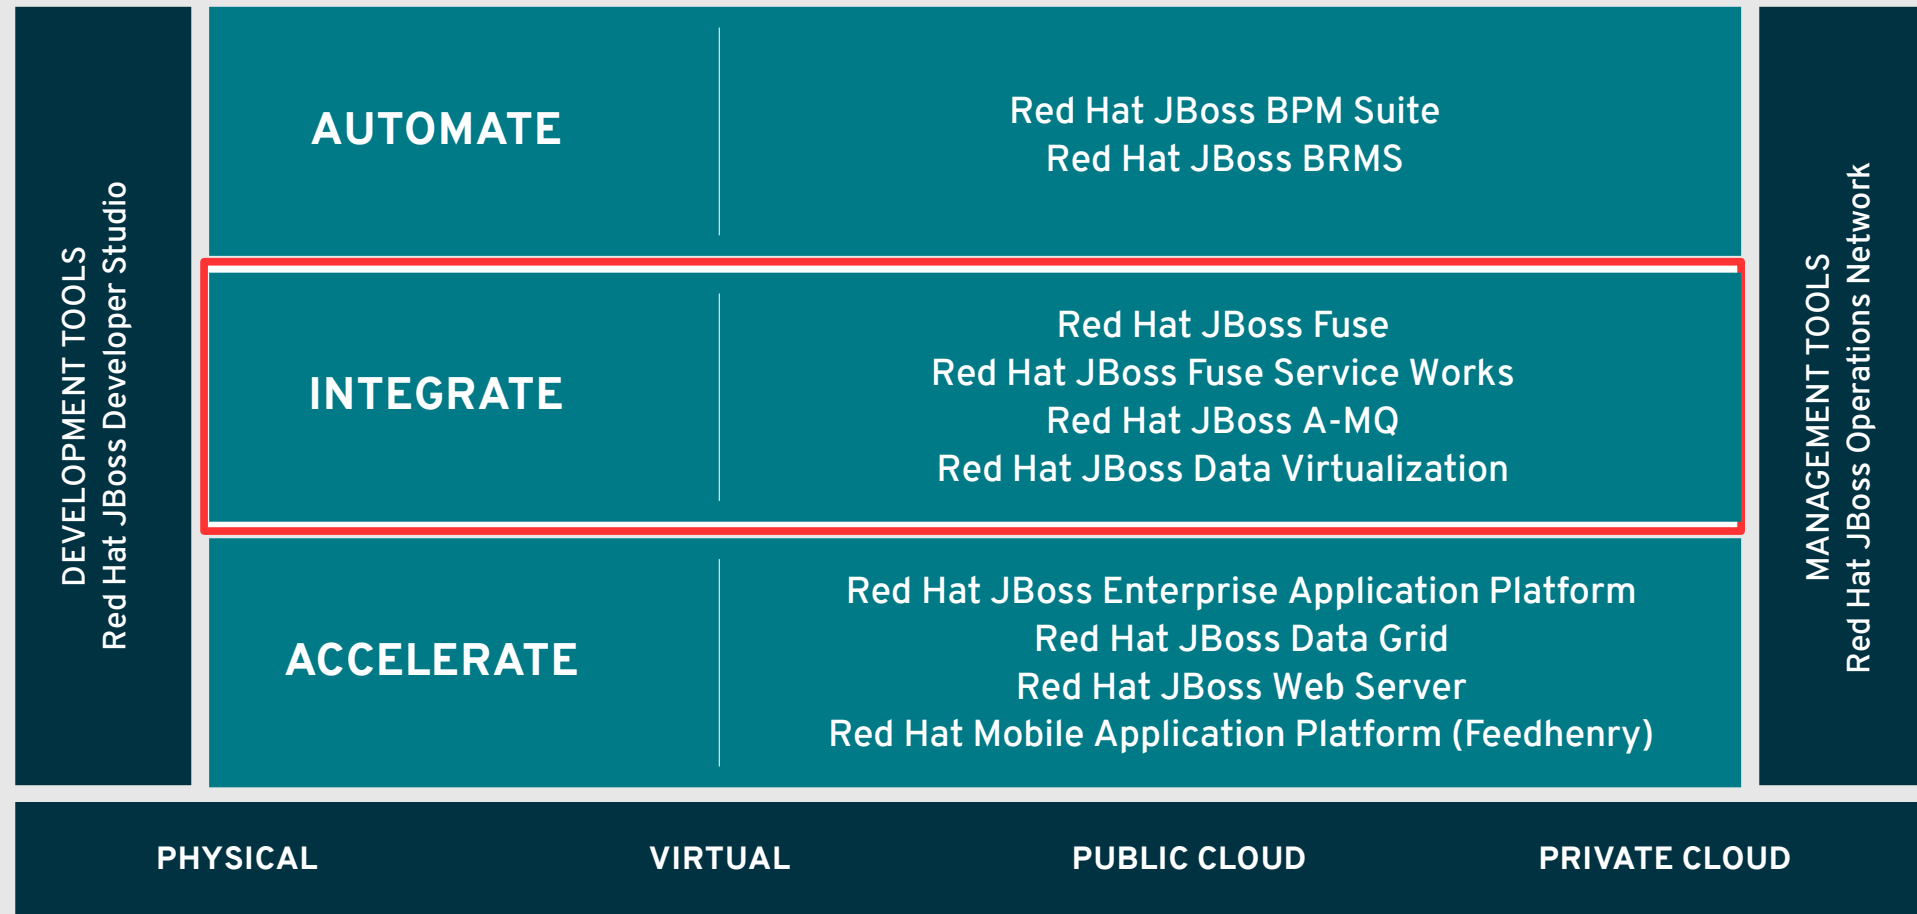 DEVELOPMENT TOOLS
Red Hat JBoss Developer Studio
AUTOMATE
Red Hat JBoss BPM Suite
Red Hat JBoss BRMS
INTEGRATE
Red Hat JBoss Fuse
Red Hat JBoss Fuse Service Works
Red Hat JBoss A-MQ
Red Hat JBoss Data Virtualization
ACCELERATE
Red Hat JBoss Enterprise Application Platform
Red Hat JBoss Data Grid
Red Hat JBoss Web Server
Red Hat Mobile Application Platform (Feedhenry)
MANAGEMENT TOOLS
Red Hat JBoss Operations Network
PHYSICAL
VIRTUAL
PUBLIC CLOUD
PRIVATE CLOUD